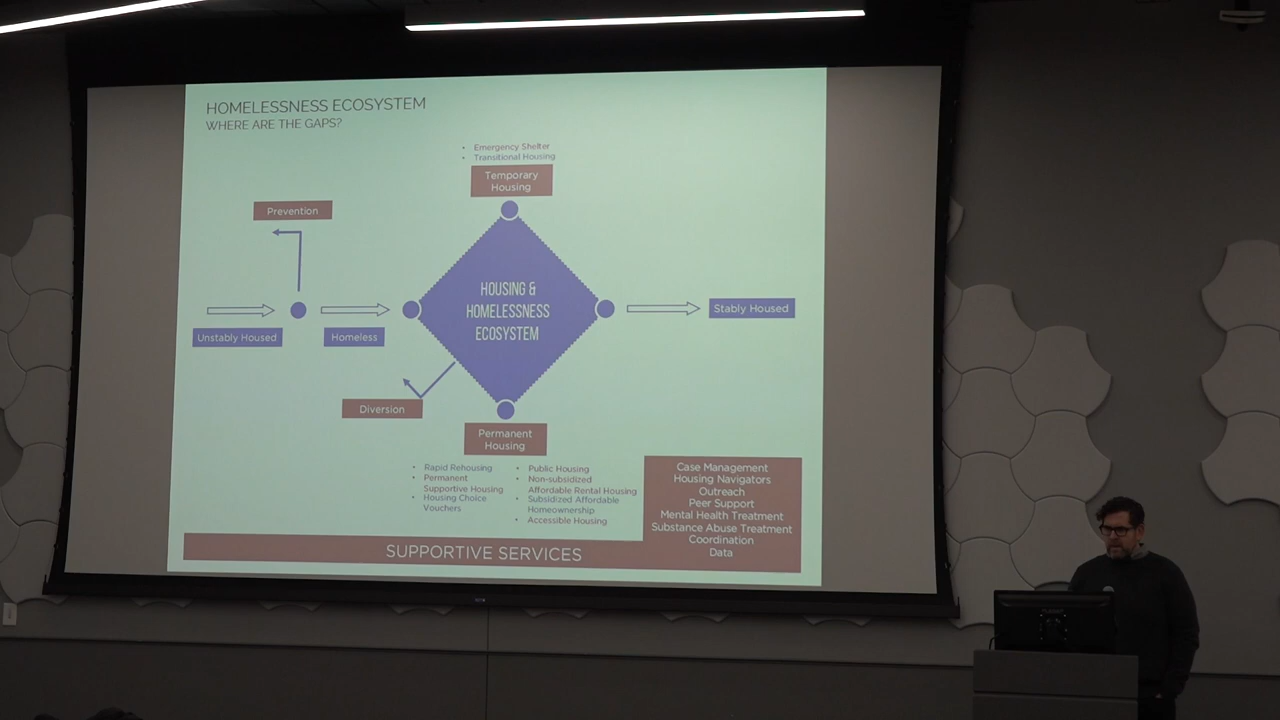 HOMELESSNESS ECOSYSTEM
WHERE ARE THE GAPS?
• Emergency Shelter
• Transitional Housing
Temporary
Housing
Prevention
HOUSING &
HOMELESSNESS
ECOSYSTEM
Unstably Housed
Homeless
Stably Housed
Diversion
Permanent
Housing
• Rapid Rehousing
• Permanent
Supportive Housing
• Housing Choice
Vouchers
• Public Housing
• Non-subsidized
Affordable Rental Housing
• Subsidized Affordable
Homeownership
• Accessible Housing
Case Management
Housing Navigators
Outreach
Peer Support
Mental Health Treatment
Substance Abuse Treatment
Coordination
Data
SUPPORTIVE SERVICES